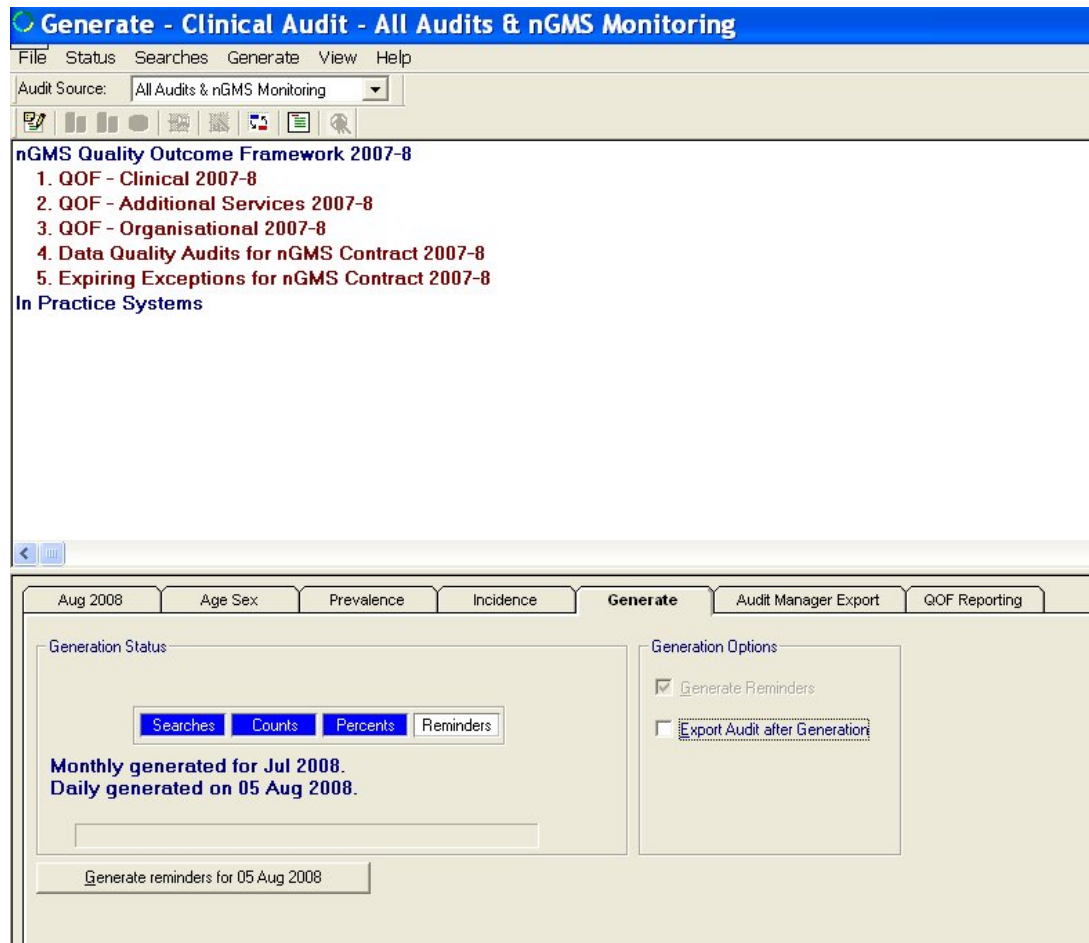 Generate - Clinical Audit - All Audits & nGMS Monitoring
File Status Searches Generate View Help
Audit Source: All Audits & nGMS Monitoring
nGMS Quality Outcome Framework 2007-8
1. QOF - Clinical 2007-8
2. QOF - Additional Services 2007-8
3. QOF - Organisational 2007-8
4. Data Quality Audits for nGMS Contract 2007-8
5. Expiring Exceptions for nGMS Contract 2007-8
In Practice Systems
Aug 2008 Age Sex Prevalence Incidence Generate Audit Manager Export QOF Reporting
Generation Status
Searches Counts Percents Reminders
Monthly generated for Jul 2008.
Daily generated on 05 Aug 2008.
Generate reminders for 05 Aug 2008
Generation Options
Generate Reminders
Export Audit after Generation